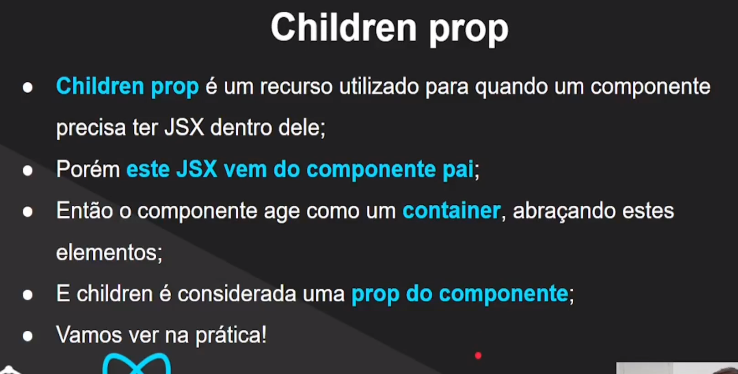 Children prop
● Children prop é um recurso utilizado para quando um componente
precisa ter JSX dentro dele;
● Porém este JSX vem do componente pai;
● Então o componente age como um container, abraçando estes
elementos;
● E children é considerada uma prop do componente;
● Vamos ver na prática!